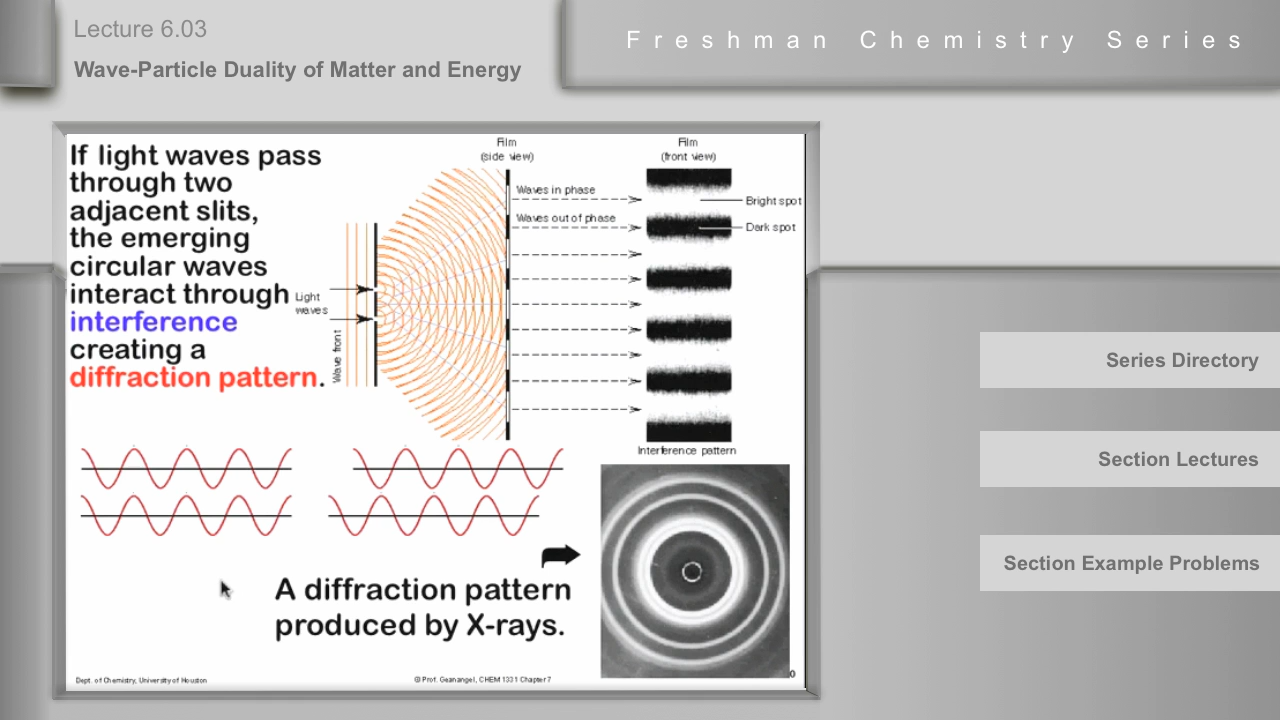 Lecture 6.03
Wave-Particle Duality of Matter and Energy
Freshman Chemistry Series
If light waves pass
through two
adjacent slits,
the emerging
circular waves
interact through
interference
creating a
diffraction pattern.
Light
waves
Wave front
Film
(side view)
Film
(front view)
Waves in phase
Waves out of phase
Bright spot
Dark spot
Interference pattern
A diffraction pattern
produced by X-rays.
Dept. of Chemistry, University of Houston
© Prof. Geanangel, CHEM 1331 Chapter 7
Series Directory
Section Lectures
Section Example Problems